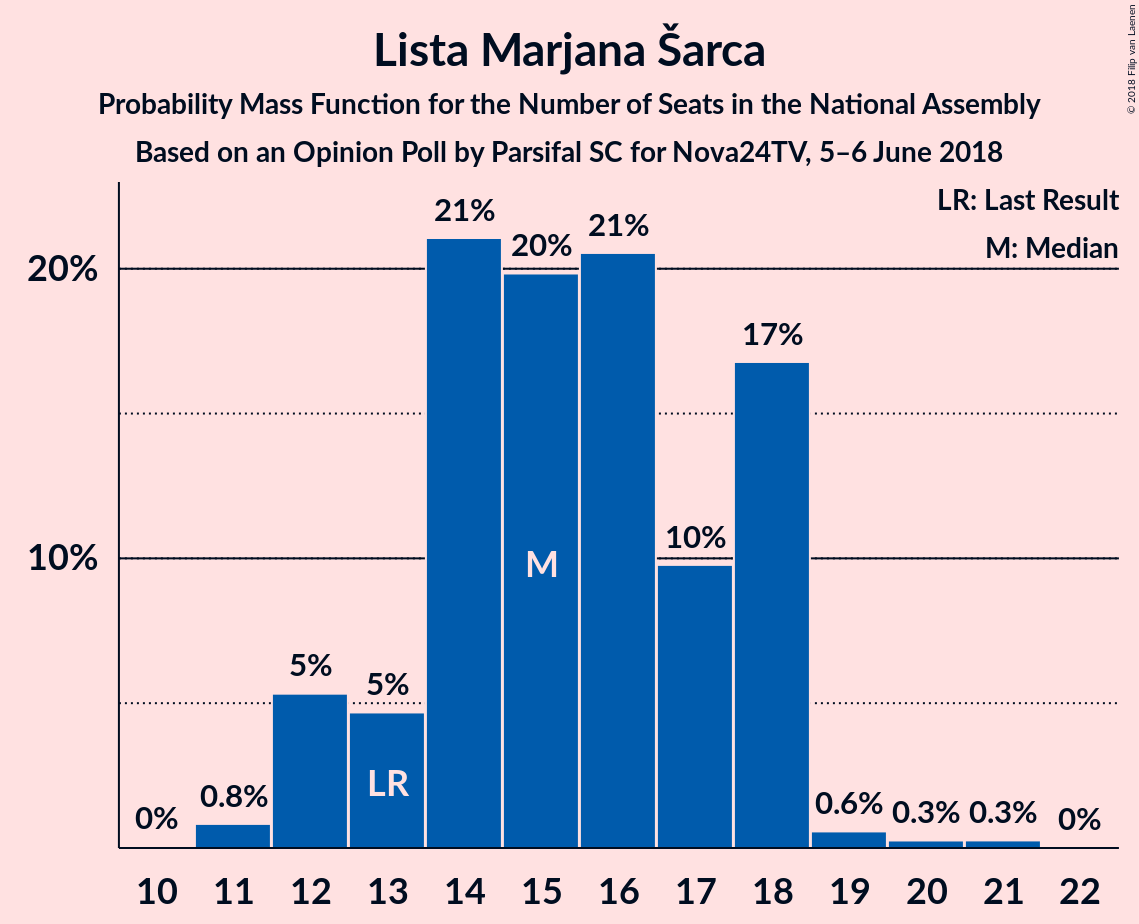 Lista Marjana Šarca
Probability Mass Function for the Number of Seats in the National Assembly
Based on an Opinion Poll by Parsifal SC for Nova24TV, 5–6 June 2018
© 2018 Filip van Laenen
LR: Last Result
M: Median
20%
10%
0%
0.8%
5%
5%
21%
20%
21%
10%
17%
0.6%
0.3%
0.3%
0%
LR
M
10 11 12 13 14 15 16 17 18 19 20 21 22